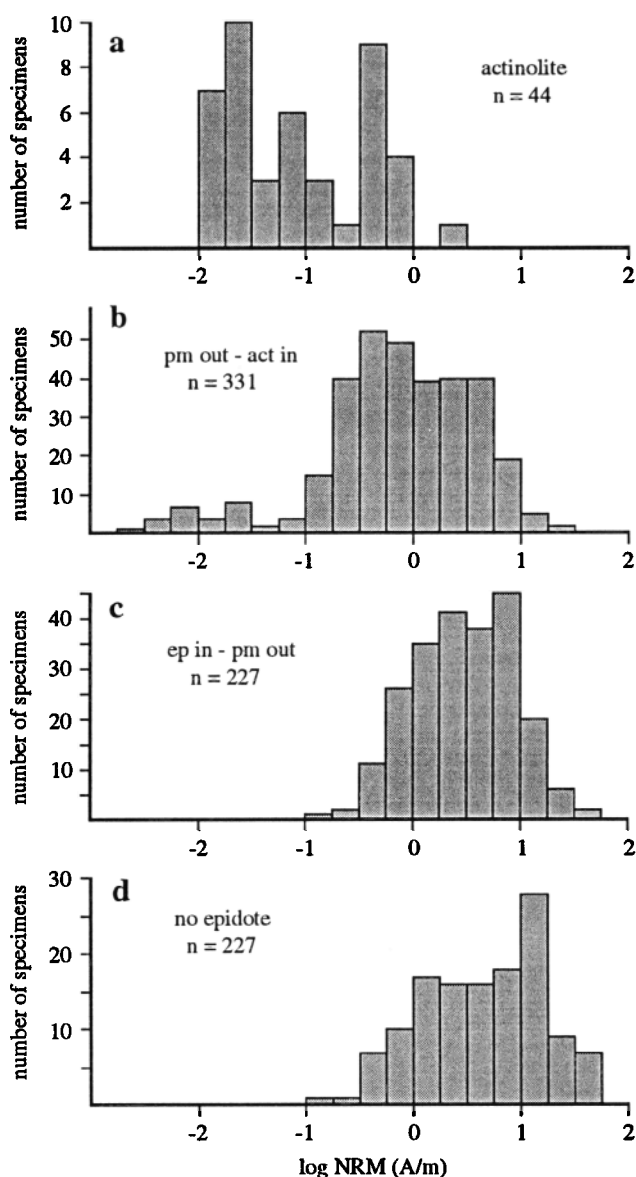 a
actinolite
n = 44
number of specimens
10
8
6
4
2
-2 -1 0 1 2
b
pm out - act in
n = 331
number of specimens
50
40
30
20
10
-2 -1 0 1 2
c
ep in - pm out
n = 227
number of specimens
40
30
20
10
-2 -1 0 1 2
d
no epidote
n = 227
number of specimens
30
20
10
-2 -1 0 1 2
log NRM (A/m)